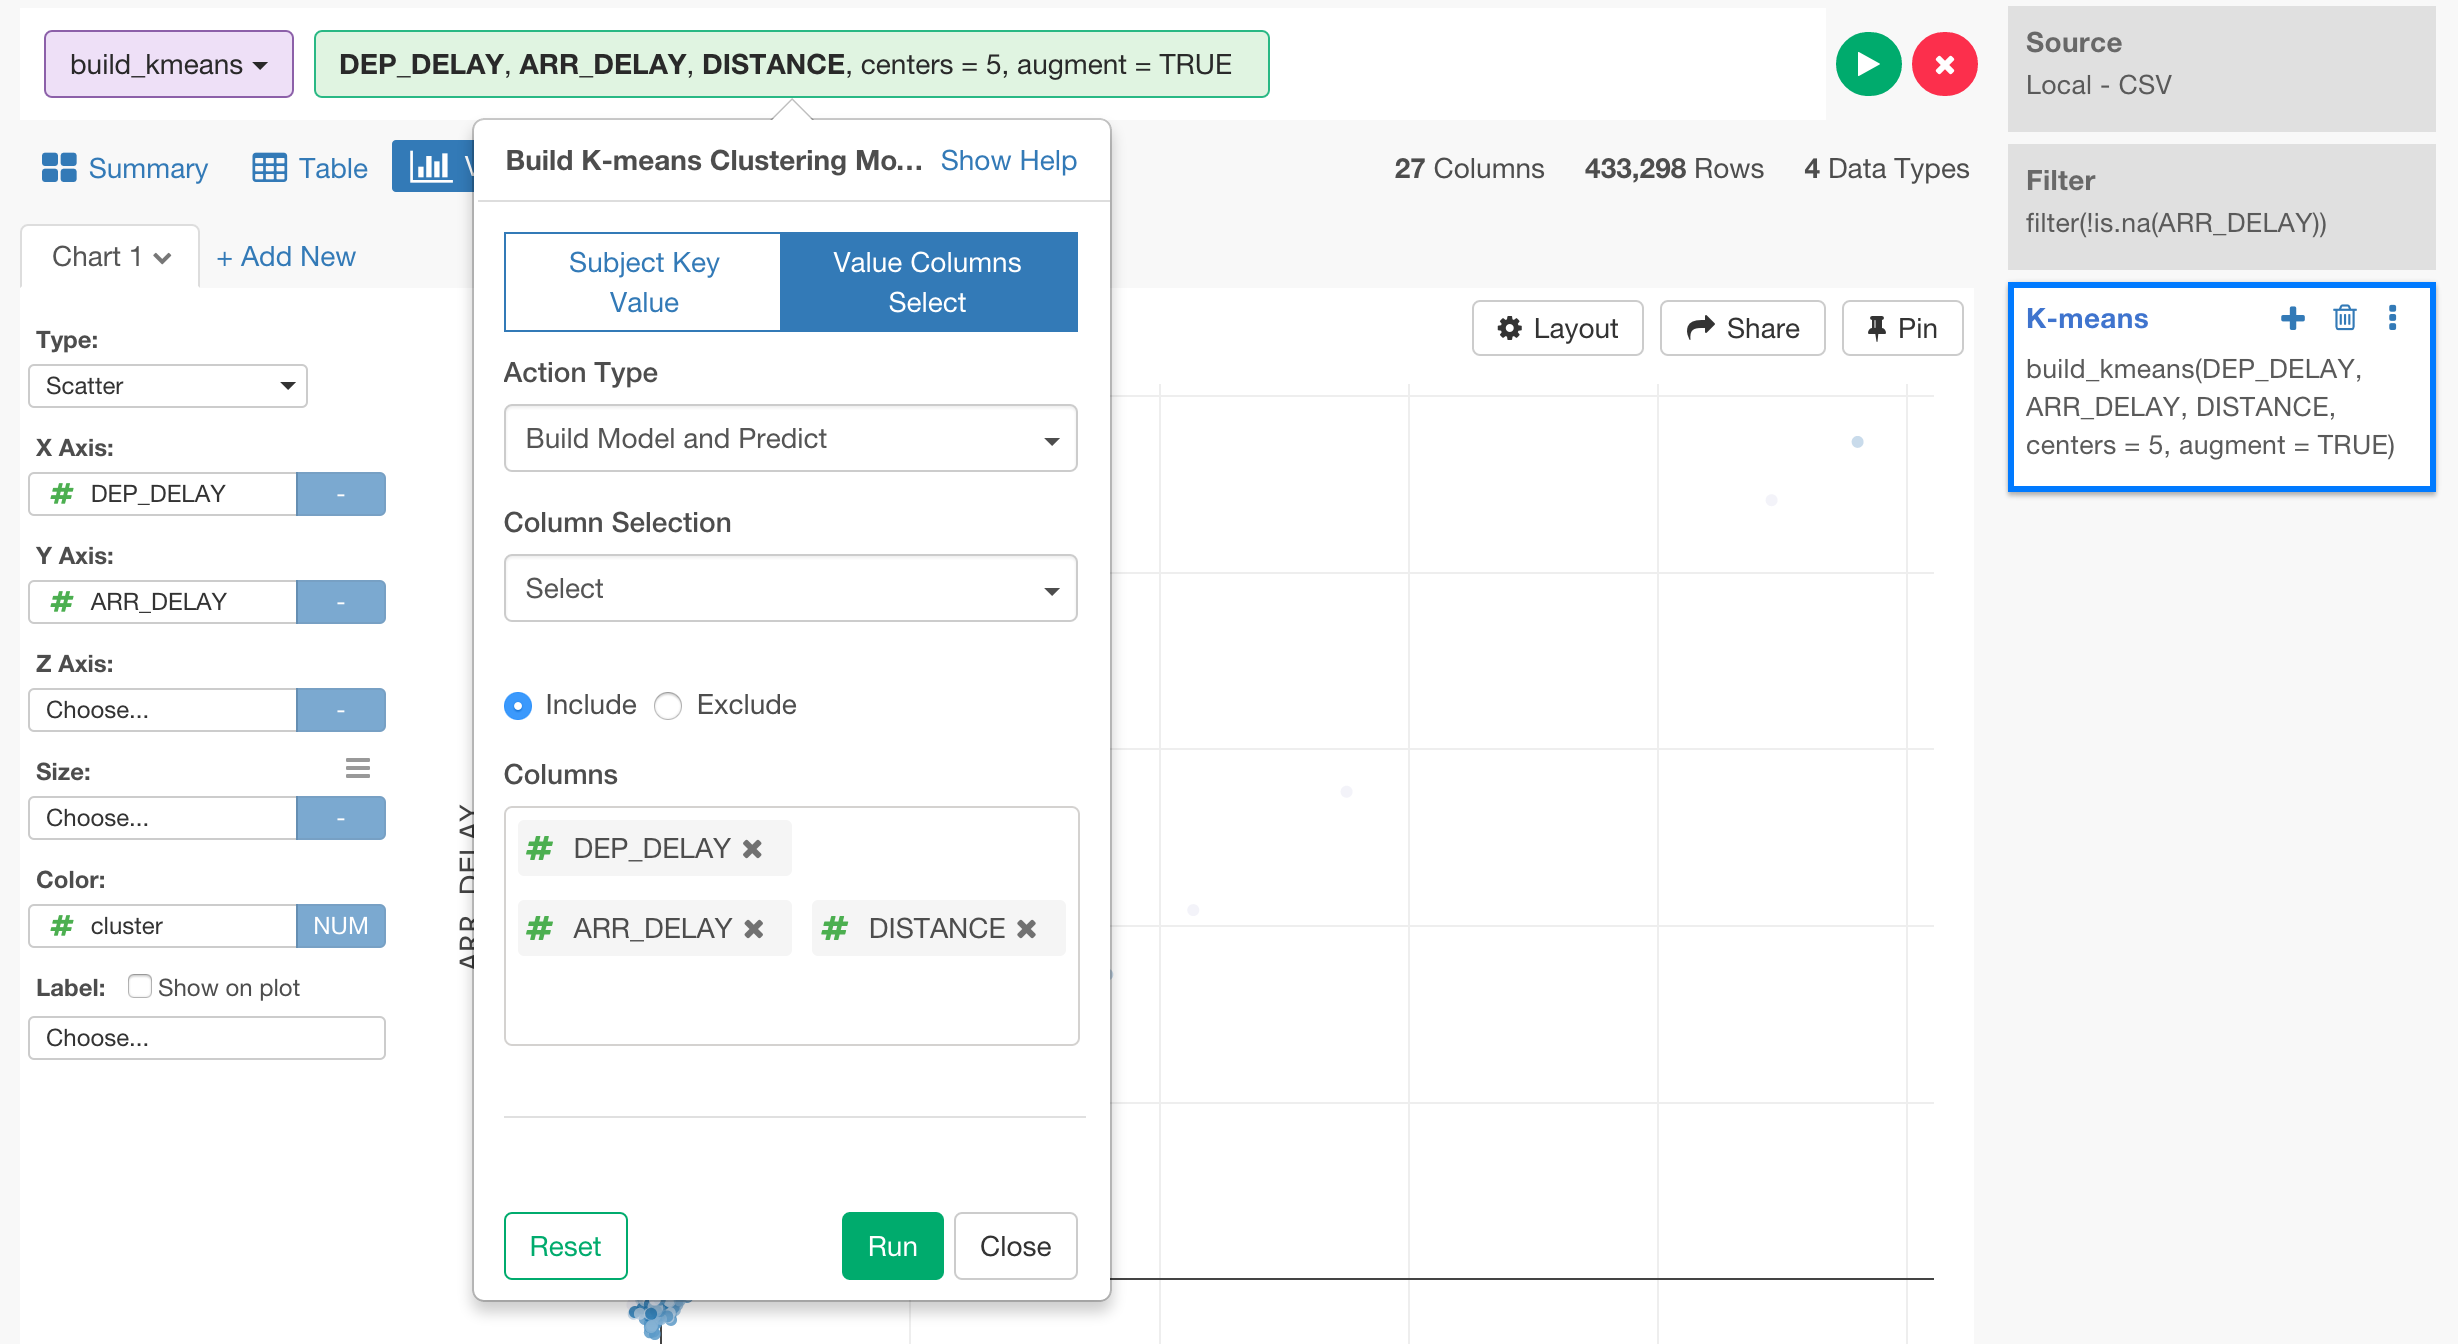 build_kmeans
DEP_DELAY, ARR_DELAY, DISTANCE, centers = 5, augment = TRUE
Summary
Table
27 Columns
433,298 Rows
4 Data Types
Chart 1
+ Add New
Type:
Scatter
X Axis:
# DEP_DELAY
-
Y Axis:
# ARR_DELAY
-
Z Axis:
Choose...
-
Size:
Choose...
-
Color:
# cluster
NUM
Label:
Show on plot
Choose...
ARR_DELAY
Build K-means Clustering Mo...
Show Help
Subject Key
Value
Value Columns
Select
Action Type
Build Model and Predict
Column Selection
Select
Include
Exclude
Columns
# DEP_DELAY
# ARR_DELAY
# DISTANCE
Reset
Run
Close
Layout
Share
Pin
Source
Local - CSV
Filter
filter(!is.na(ARR_DELAY))
K-means
build_kmeans(DEP_DELAY,
ARR_DELAY, DISTANCE,
centers = 5, augment = TRUE)